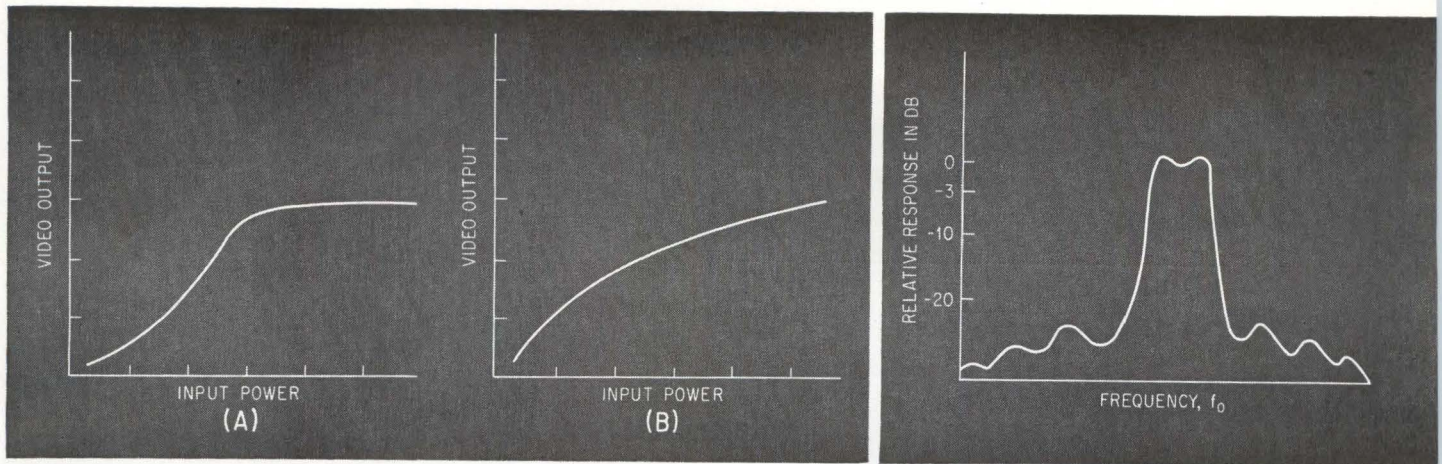 VIDEO OUTPUT
INPUT POWER
(A)
VIDEO OUTPUT
INPUT POWER
(B)
RELATIVE RESPONSE IN DB
0
-3
-10
-20
FREQUENCY, f₀